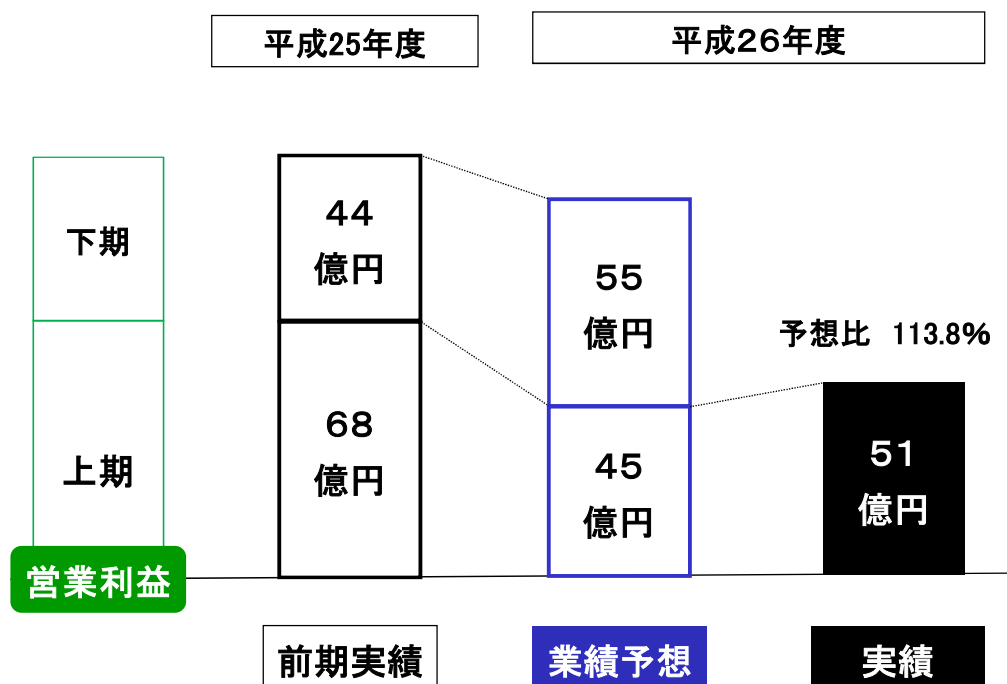 平成25年度
平成２６年度
下期
44
億円
55
億円
予想比 113.8%
上期
68
億円
45
億円
51
億円
営業利益
前期実績
業績予想
実績